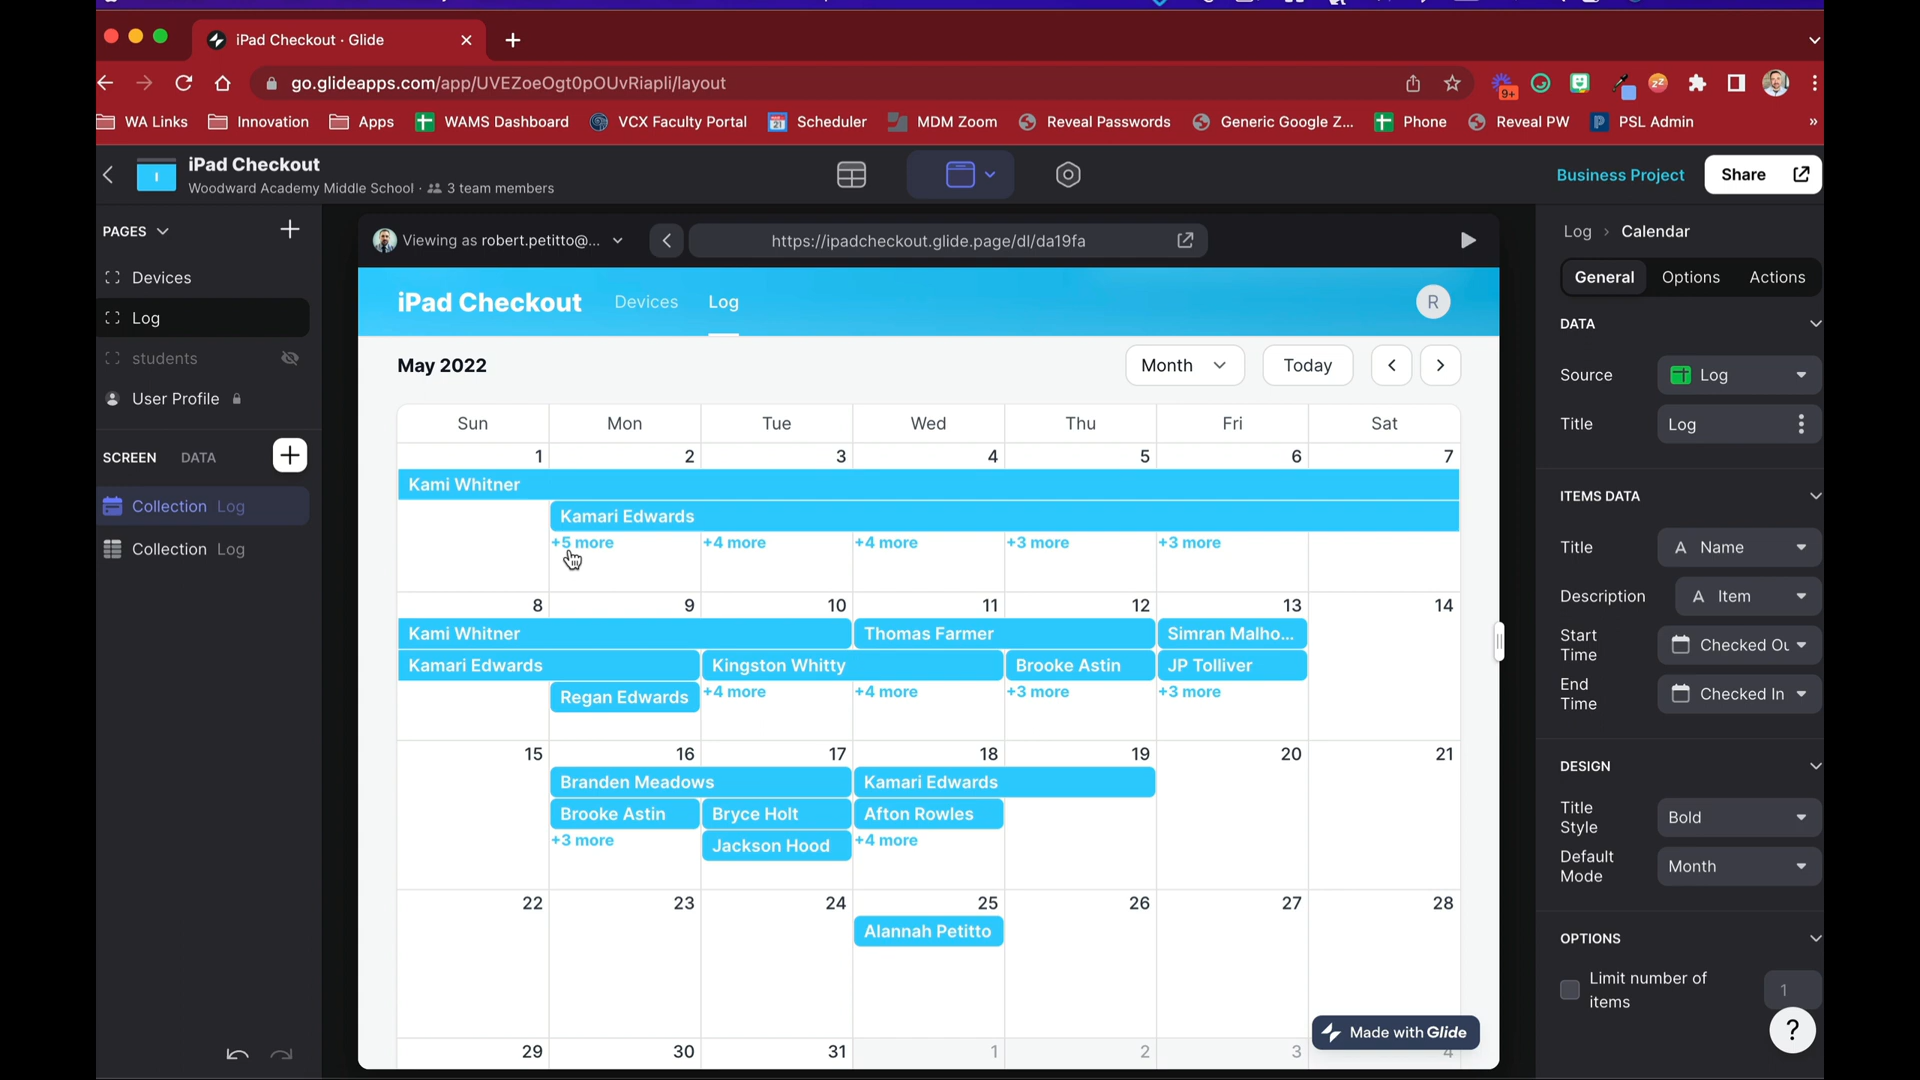 iPad Checkout · Glide
go.glideapps.com/app/UVEZoeOgt0pOUvRiapli/layout
9+
WA Links Innovation Apps WAMS Dashboard VCX Faculty Portal Scheduler MDM Zoom Reveal Passwords Generic Google Z... Phone Reveal PW PSL Admin »
I
iPad Checkout
Woodward Academy Middle School · 3 team members
Business Project
Share
PAGES
Devices
Log
students
User Profile
SCREEN DATA
Collection Log
Collection Log
Viewing as robert.petitto@...
https://ipadcheckout.glide.page/dl/da19fa
iPad Checkout Devices Log R
May 2022
Month Today
Sun Mon Tue Wed Thu Fri Sat
1 2 3 4 5 6 7
Kami Whitner
Kamari Edwards
+5 more +4 more +4 more +3 more +3 more
8 9 10 11 12 13 14
Kami Whitner Thomas Farmer Simran Malho...
Kamari Edwards Kingston Whitty Brooke Astin JP Tolliver
Regan Edwards +4 more +4 more +3 more +3 more
15 16 17 18 19 20 21
Branden Meadows Kamari Edwards
Brooke Astin Bryce Holt Afton Rowles
+3 more Jackson Hood +4 more
22 23 24 25 26 27 28
Alannah Petitto
29 30 31 1 2 3 4
Made with Glide
Log › Calendar
General Options Actions
DATA
Source Log
Title Log
ITEMS DATA
Title A Name
Description A Item
Start
Time
Checked Ou
End
Time
Checked In
DESIGN
Title
Style
Bold
Default
Mode
Month
OPTIONS
Limit number of
items
1
?